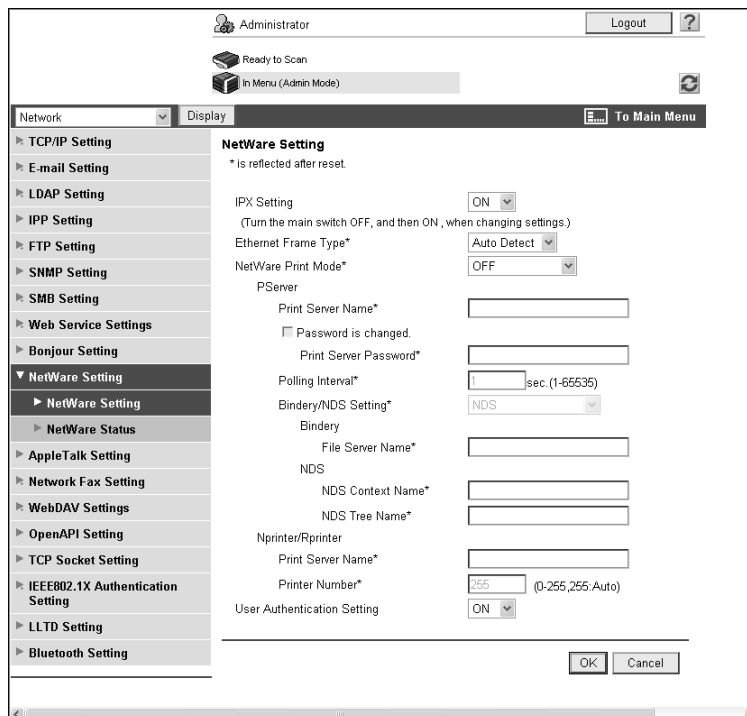 Administrator
Logout
?
Ready to Scan
In Menu (Admin Mode)
Network
Display
To Main Menu
TCP/IP Setting
E-mail Setting
LDAP Setting
IPP Setting
FTP Setting
SNMP Setting
SMB Setting
Web Service Settings
Bonjour Setting
NetWare Setting
NetWare Setting
NetWare Status
AppleTalk Setting
Network Fax Setting
WebDAV Settings
OpenAPI Setting
TCP Socket Setting
IEEE802.1X Authentication
Setting
LLTD Setting
Bluetooth Setting
NetWare Setting
* is reflected after reset.
IPX Setting ON
(Turn the main switch OFF, and then ON , when changing settings.)
Ethernet Frame Type* Auto Detect
NetWare Print Mode* OFF
PServer
Print Server Name*
Password is changed.
Print Server Password*
Polling Interval* 1 sec.(1-65535)
Bindery/NDS Setting* NDS
Bindery
File Server Name*
NDS
NDS Context Name*
NDS Tree Name*
Nprinter/Rprinter
Print Server Name*
Printer Number* 255 (0-255,255:Auto)
User Authentication Setting ON
OK Cancel